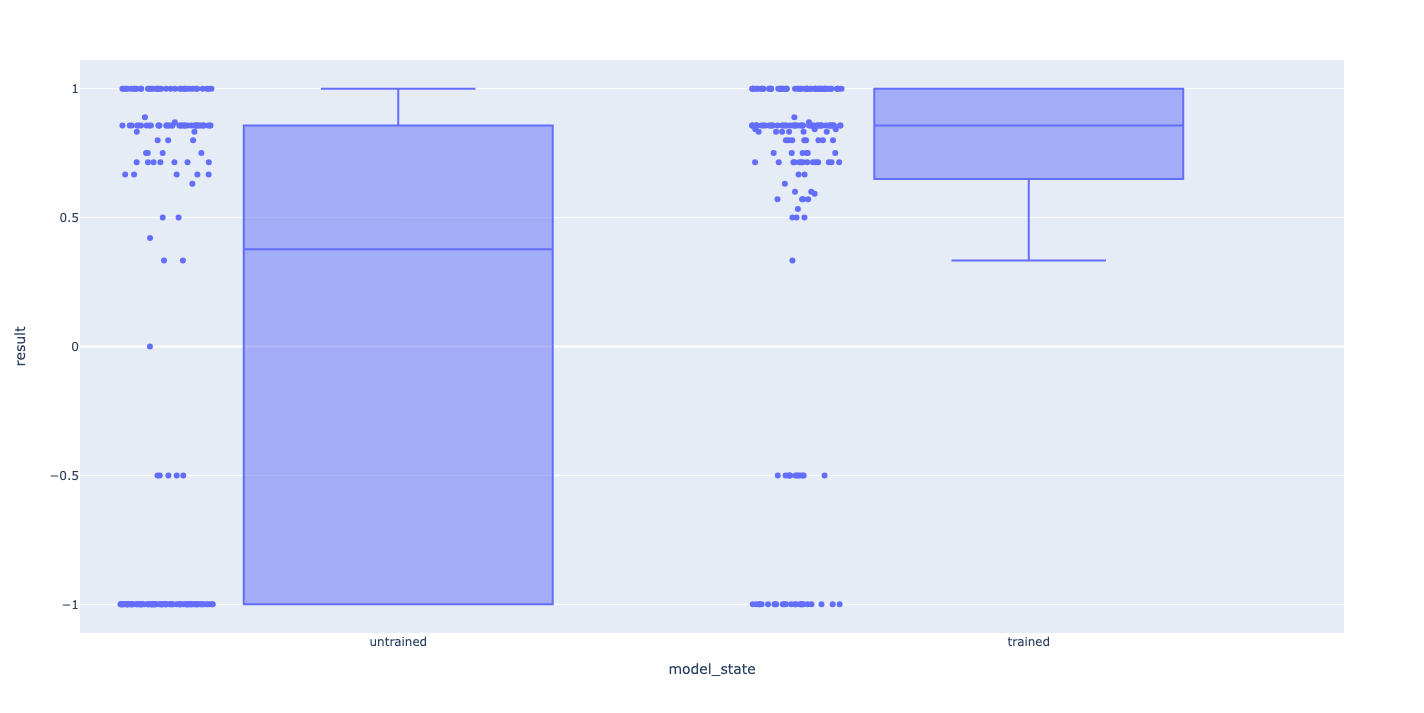 1
0.5
0
−0.5
−1
result
untrained
trained
model_state